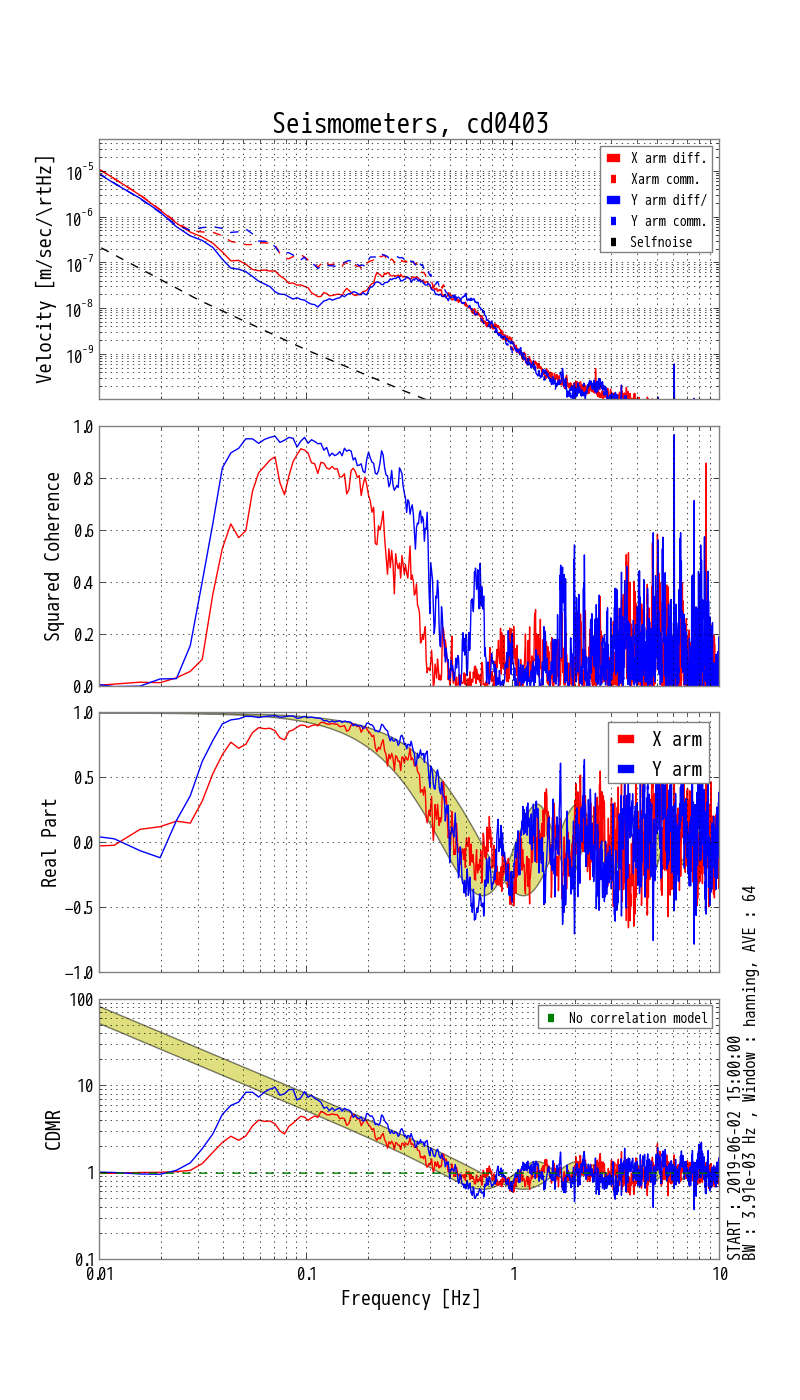 Seismometers, cd0403
Velocity [m/sec/\rtHz]
10^-5
10^-6
10^-7
10^-8
10^-9
X arm diff.
Xarm comm.
Y arm diff/
Y arm comm.
Selfnoise
Squared Coherence
1.0
0.8
0.6
0.4
0.2
0.0
Real Part
1.0
0.5
0.0
−0.5
−1.0
X arm
Y arm
CDMR
100
10
1
0.1
No correlation model
0.01
0.1
1
10
Frequency [Hz]
START : 2019-06-02 15:00:00
BW : 3.91e-03 Hz , Window : hanning, AVE : 64